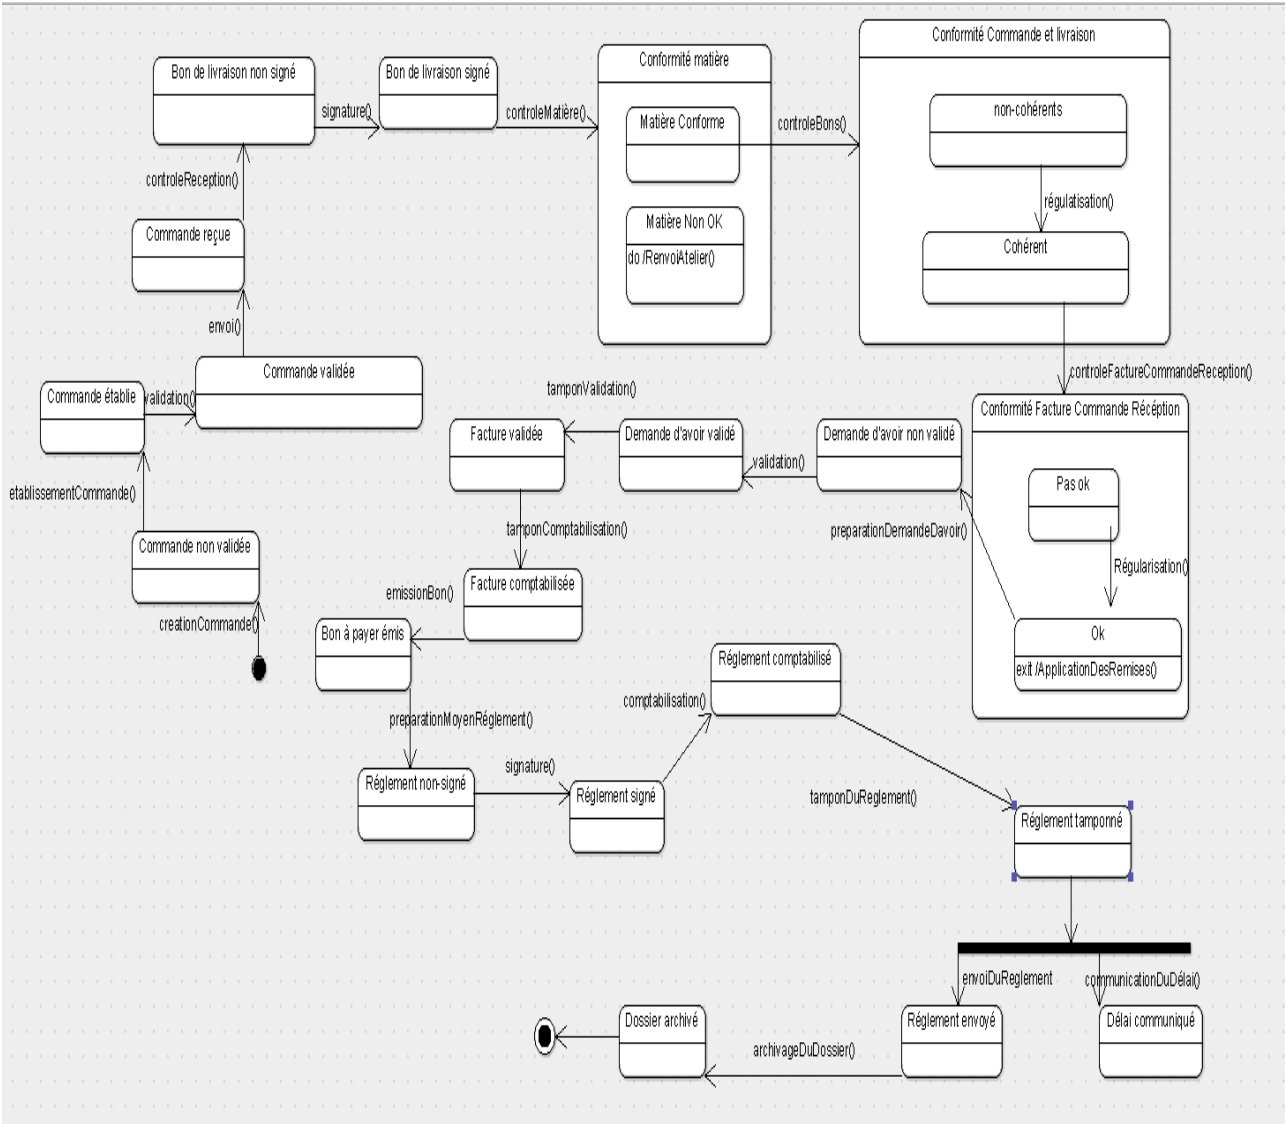 Conformité Commande et livraison
Bon de livraison non signé
Bon de livraison signé
Conformité matière
signature()
controleMatière()
Matière Conforme
controleBons()
non-cohérents
controleReception()
régulatisation()
Commande reçue
Matière Non OK
do /RenvoiAtelier()
Cohérent
envoi()
Commande validée
controleFactureCommandeReception()
Commande établie
validation()
tamponValidation()
Conformité Facture Commande Récéption
Facture validée
Demande d'avoir validé
Demande d'avoir non validé
validation()
Pas ok
etablissementCommande()
tamponComptabilisation()
preparationDemandeDavoir()
Commande non validée
Régularisation()
Facture comptabilisée
emissionBon()
creationCommande()
Bon à payer émis
Ok
exit /ApplicationDesRemises()
Réglement comptabilisé
comptabilisation()
preparationMoyenRéglement()
signature()
Réglement non-signé
Réglement signé
tamponDuReglement()
Réglement tamponné
envoiDuReglement
communicationDuDélai()
Dossier archivé
Réglement envoyé
Délai communiqué
archivageDuDossier()